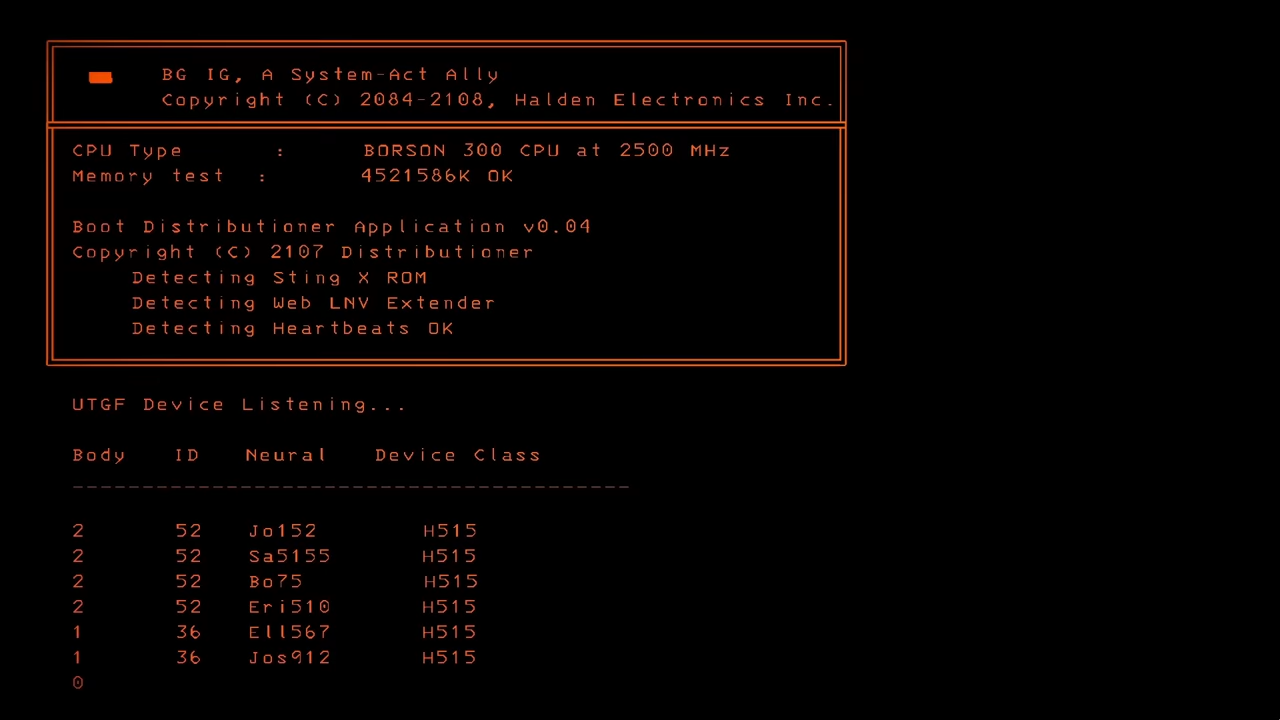 BG IG, A System-Act Ally
Copyright (C) 2084-2108, Halden Electronics Inc.
CPU Type : BORSON 300 CPU at 2500 MHz
Memory test : 4521586K OK
Boot Distributioner Application v0.04
Copyright (C) 2107 Distributioner
Detecting Sting X ROM
Detecting Web LNV Extender
Detecting Heartbeats OK
UTGF Device Listening...
Body ID Neural Device Class
-----------------------------------------
2 52 Jo152 H515
2 52 Sa5155 H515
2 52 Bo75 H515
2 52 Eri510 H515
1 36 Ell567 H515
1 36 Jos912 H515
0